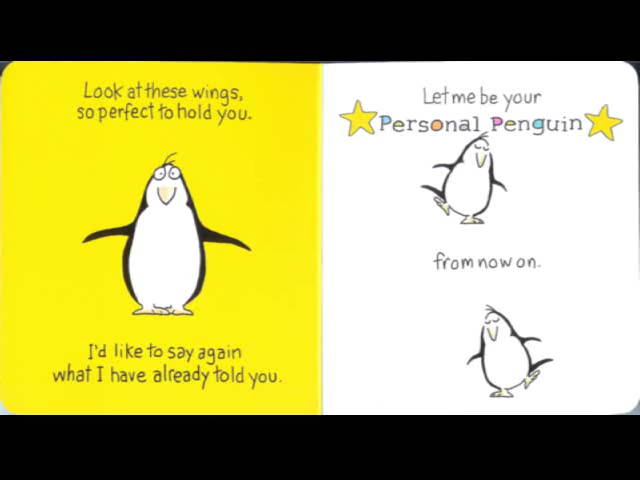 Look at these wings,
so perfect to hold you.
I'd like to say again
what I have already told you.
Let me be your
Personal Penguin
from now on.